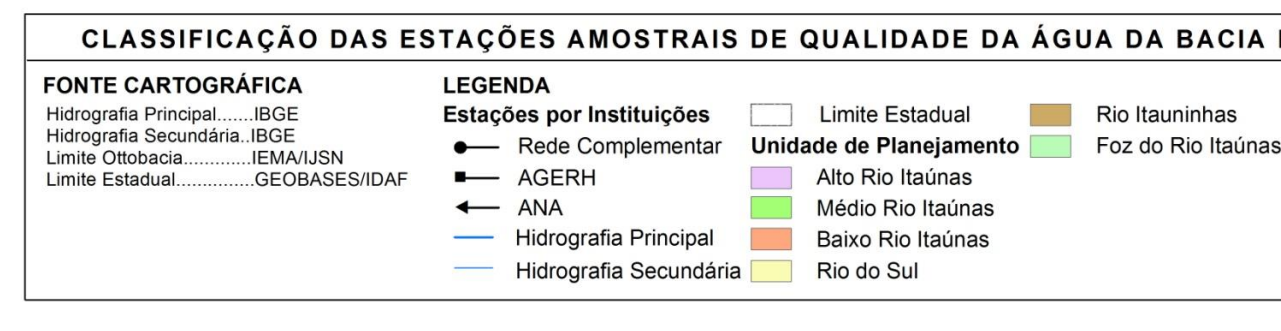 CLASSIFICAÇÃO DAS ESTAÇÕES AMOSTRAIS DE QUALIDADE DA ÁGUA DA BACIA
FONTE CARTOGRÁFICA
Hidrografia Principal.......IBGE
Hidrografia Secundária..IBGE
Limite Ottobacia.............IEMA/IJSN
Limite Estadual...............GEOBASES/IDAF
LEGENDA
Estações por Instituições
Rede Complementar
AGERH
ANA
Hidrografia Principal
Hidrografia Secundária
Limite Estadual
Unidade de Planejamento
Alto Rio Itaúnas
Médio Rio Itaúnas
Baixo Rio Itaúnas
Rio do Sul
Rio Itauninhas
Foz do Rio Itaúnas